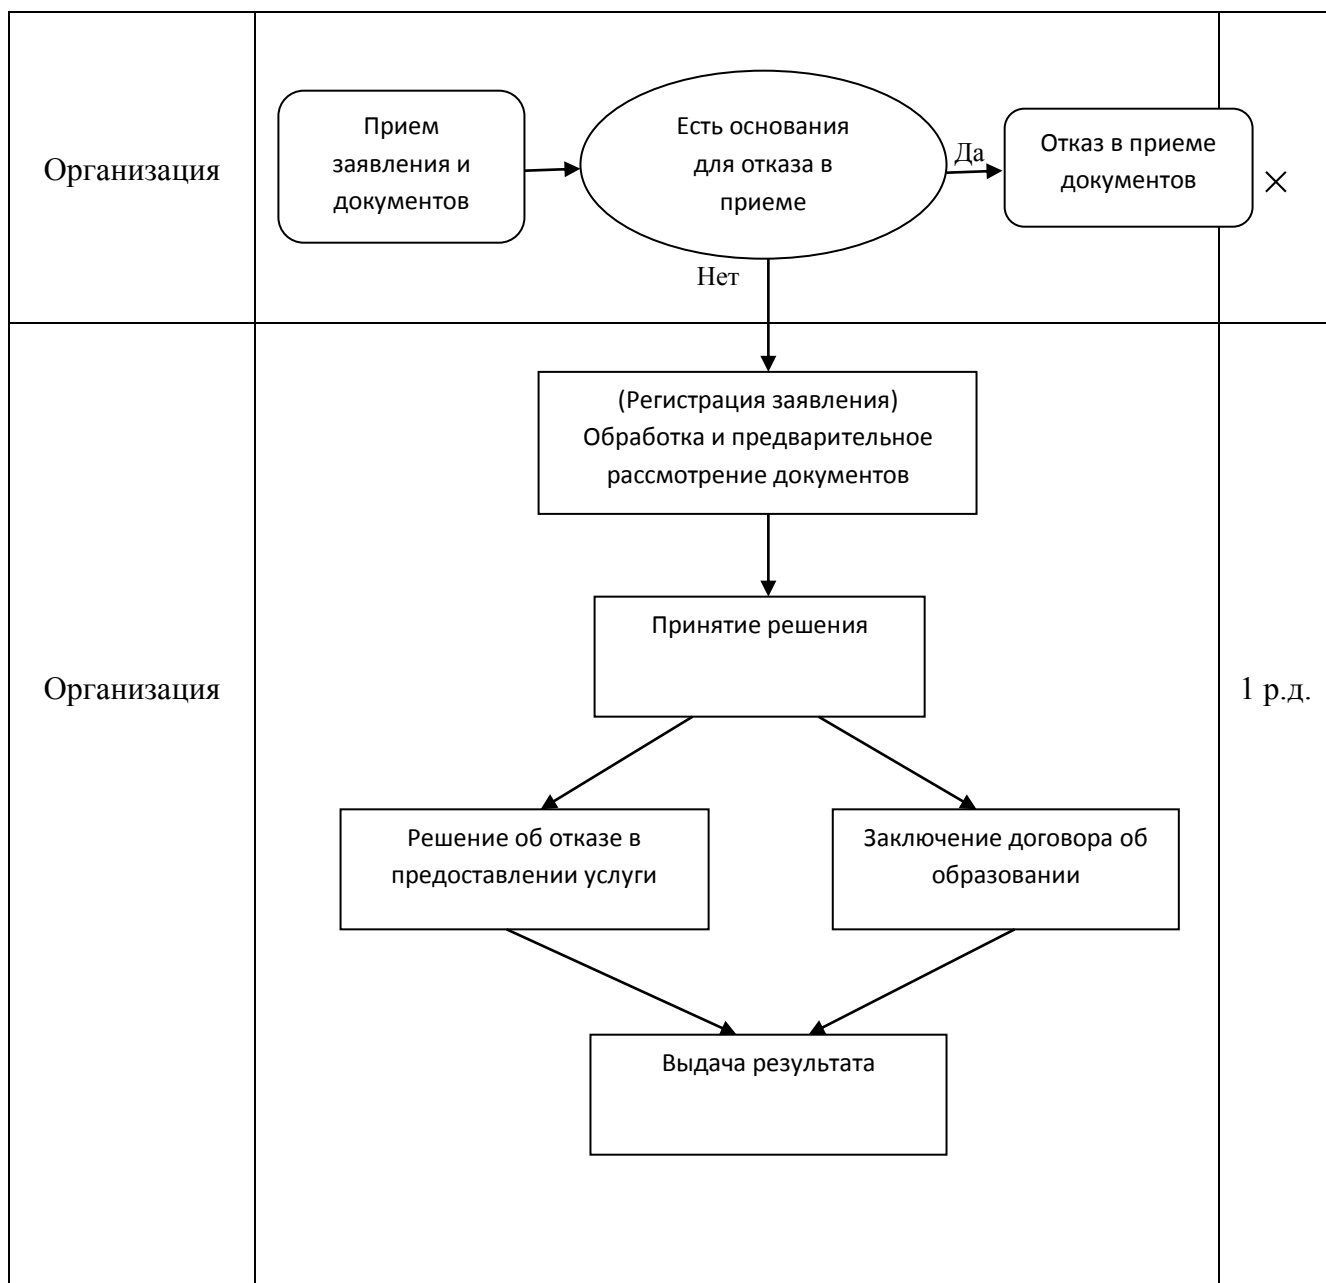 Организация
Прием
заявления и
документов
Есть основания
для отказа в
приеме
Да
Отказ в приеме
документов
×
Нет
(Регистрация заявления)
Обработка и предварительное
рассмотрение документов
Принятие решения
Организация
1 р.д.
Решение об отказе в
предоставлении услуги
Заключение договора об
образовании
Выдача результата